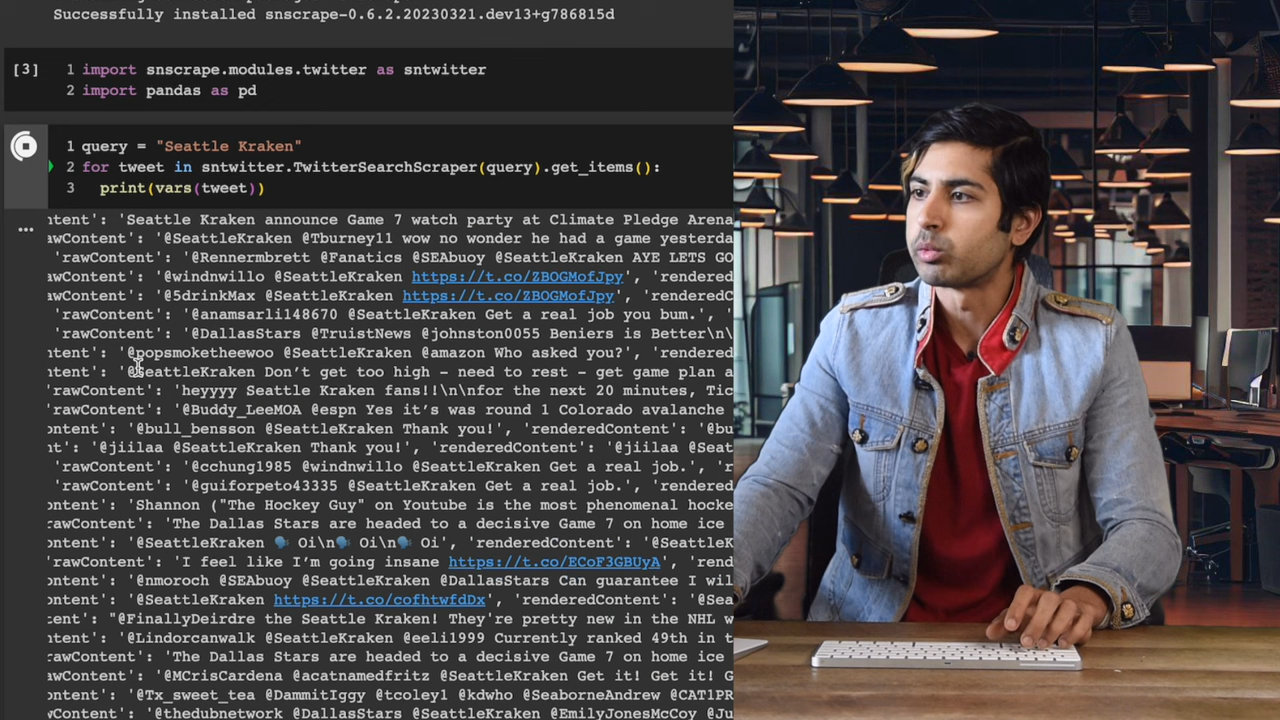 Successfully installed snscrape-0.6.2.20230321.dev13+g786815d
[3] 1 import snscrape.modules.twitter as sntwitter
2 import pandas as pd
1 query = "Seattle Kraken"
2 for tweet in sntwitter.TwitterSearchScraper(query).get_items():
3 print(vars(tweet))
ntent': 'Seattle Kraken announce Game 7 watch party at Climate Pledge Arena
awContent': '@SeattleKraken @Tburney11 wow no wonder he had a game yesterda
'rawContent': '@Renermbrett @Fanatics @SEAbuoy @SeattleKraken AYE LETS GO
awContent': '@windnwillo @SeattleKraken https://t.co/ZBOGMofJpy', 'rendered
awContent': '@5drinkMax @SeattleKraken https://t.co/ZBOGMofJpy', 'renderedC
'rawContent': '@anamsarli148670 @SeattleKraken Get a real job you bum.', '
'rawContent': '@DallasStars @TruistNews @johnston0055 Beniers is Better\n\
ntent': '@popsmoketheewoo @SeattleKraken @amazon Who asked you?', 'rendered
ntent': '@SeattleKraken Don’t get too high – need to rest – get game plan a
'rawContent': 'heyyyy Seattle Kraken fans!!\n\nfor the next 20 minutes, Tic
'rawContent': '@Buddy_LeeMOA @espn Yes it’s was round 1 Colorado avalanche
ontent': '@bull_bensson @SeattleKraken Thank you!', 'renderedContent': '@bu
nt': '@jiilaa @SeattleKraken Thank you!', 'renderedContent': '@jiilaa @Seat
'rawContent': '@cchung1985 @windnwillo @SeattleKraken Get a real job.', 'r
'rawContent': '@guiforpeto43335 @SeattleKraken Get a real job.', 'rendered
ontent': 'Shannon ("The Hockey Guy" on Youtube is the most phenomenal hocke
rawContent': 'The Dallas Stars are headed to a decisive Game 7 on home ice
ontent': '@SeattleKraken 🗣 Oi\n🗣 Oi\n🗣 Oi', 'renderedContent': '@SeattleK
ontent': 'I feel like I’m going insane https://t.co/ECoF3GBUyA', 'rend
ontent': '@nmoroch @SEAbuoy @SeattleKraken @DallasStars Can guarantee I wil
ontent': '@SeattleKraken https://t.co/cofhtwfdDx', 'renderedContent': '@Sea
tent': "@FinallyDeirdre the Seattle Kraken! They're pretty new in the NHL w
ntent': '@Lindorcanwalk @SeattleKraken @eeli1999 Currently ranked 49th in t
rawContent': 'The Dallas Stars are headed to a decisive Game 7 on home ice
ontent': '@MCrisCardena @acatnamedfritz @SeattleKraken Get it! Get it! G
ontent': '@Tx_sweet_tea @DammitIggy @tcoley1 @kdwho @SeaborneAndrew @CAT1PR
wContent': '@thedubnetwork @DallasStars @SeattleKraken @EmilyJonesMcCoy @Ju